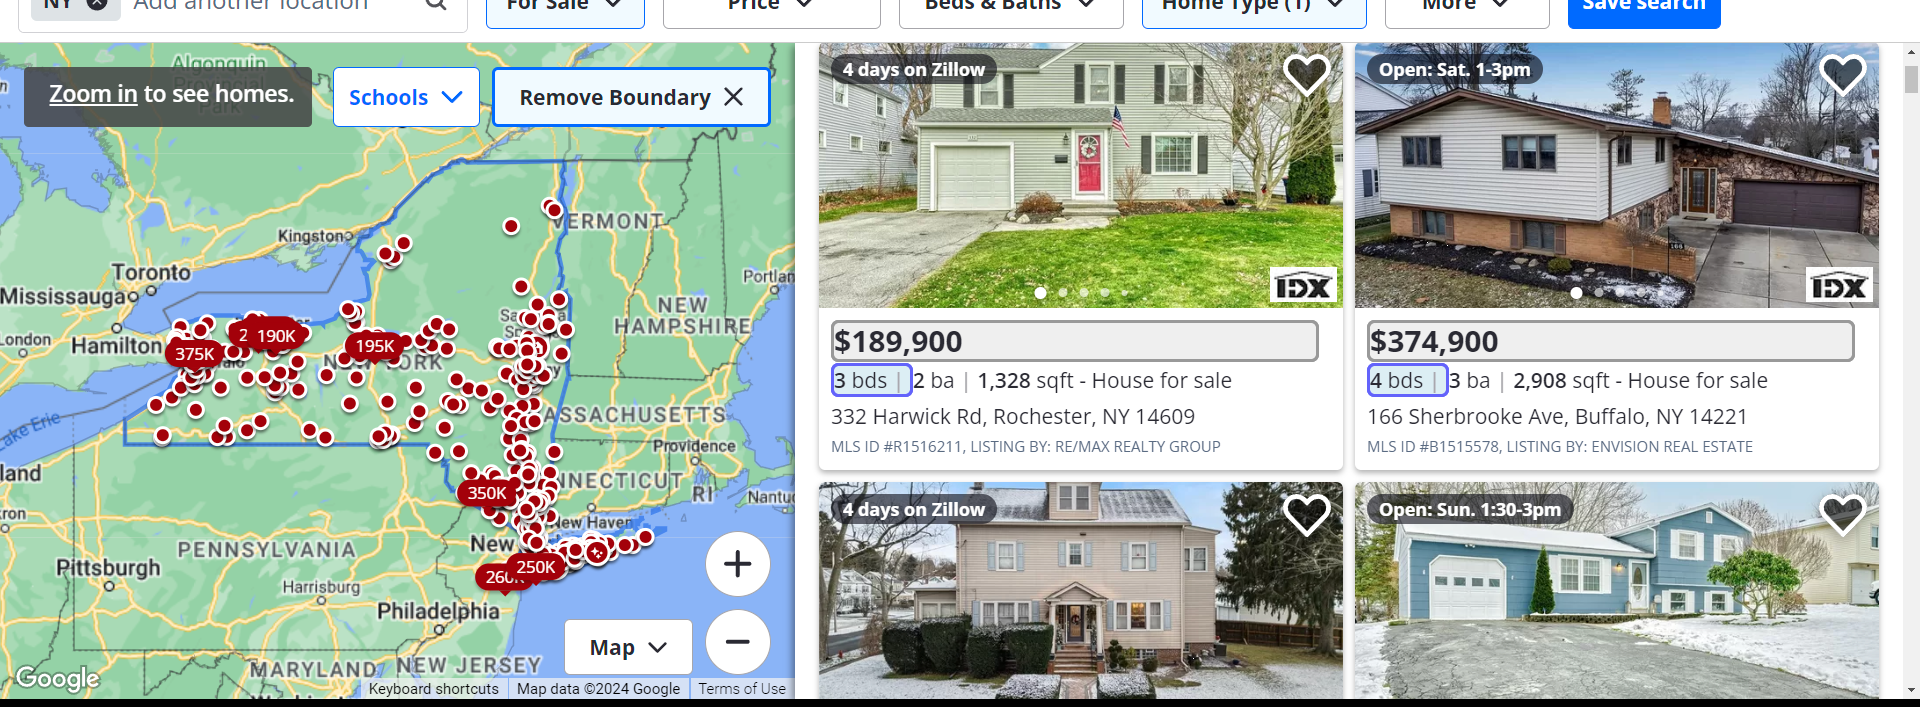 NY
Add another location
For Sale
Price
Beds & Baths
Home Type (1)
More
Save search
Zoom in to see homes.
Schools
Remove Boundary
Algonquin
Kingston
VERMONT
Toronto
Mississauga
Portlan
NEW
HAMPSHIRE
London
Hamilton
375K
2
190K
195K
NEW YORK
Lake Erie
ASSACHUSETTS
Providence
land
NNECTICUT
RI
350K
Nantuc
ron
New Haven
New
PENNSYLVANIA
Pittsburgh
250K
260K
Harrisburg
Philadelphia
Map
MARYLAND
NEW JERSEY
Google
Keyboard shortcuts
Map data ©2024 Google
Terms of Use
4 days on Zillow
IDX
$189,900
3 bds | 2 ba | 1,328 sqft - House for sale
332 Harwick Rd, Rochester, NY 14609
MLS ID #R1516211, LISTING BY: RE/MAX REALTY GROUP
Open: Sat. 1-3pm
IDX
$374,900
4 bds | 3 ba | 2,908 sqft - House for sale
166 Sherbrooke Ave, Buffalo, NY 14221
MLS ID #B1515578, LISTING BY: ENVISION REAL ESTATE
4 days on Zillow
Open: Sun. 1:30-3pm